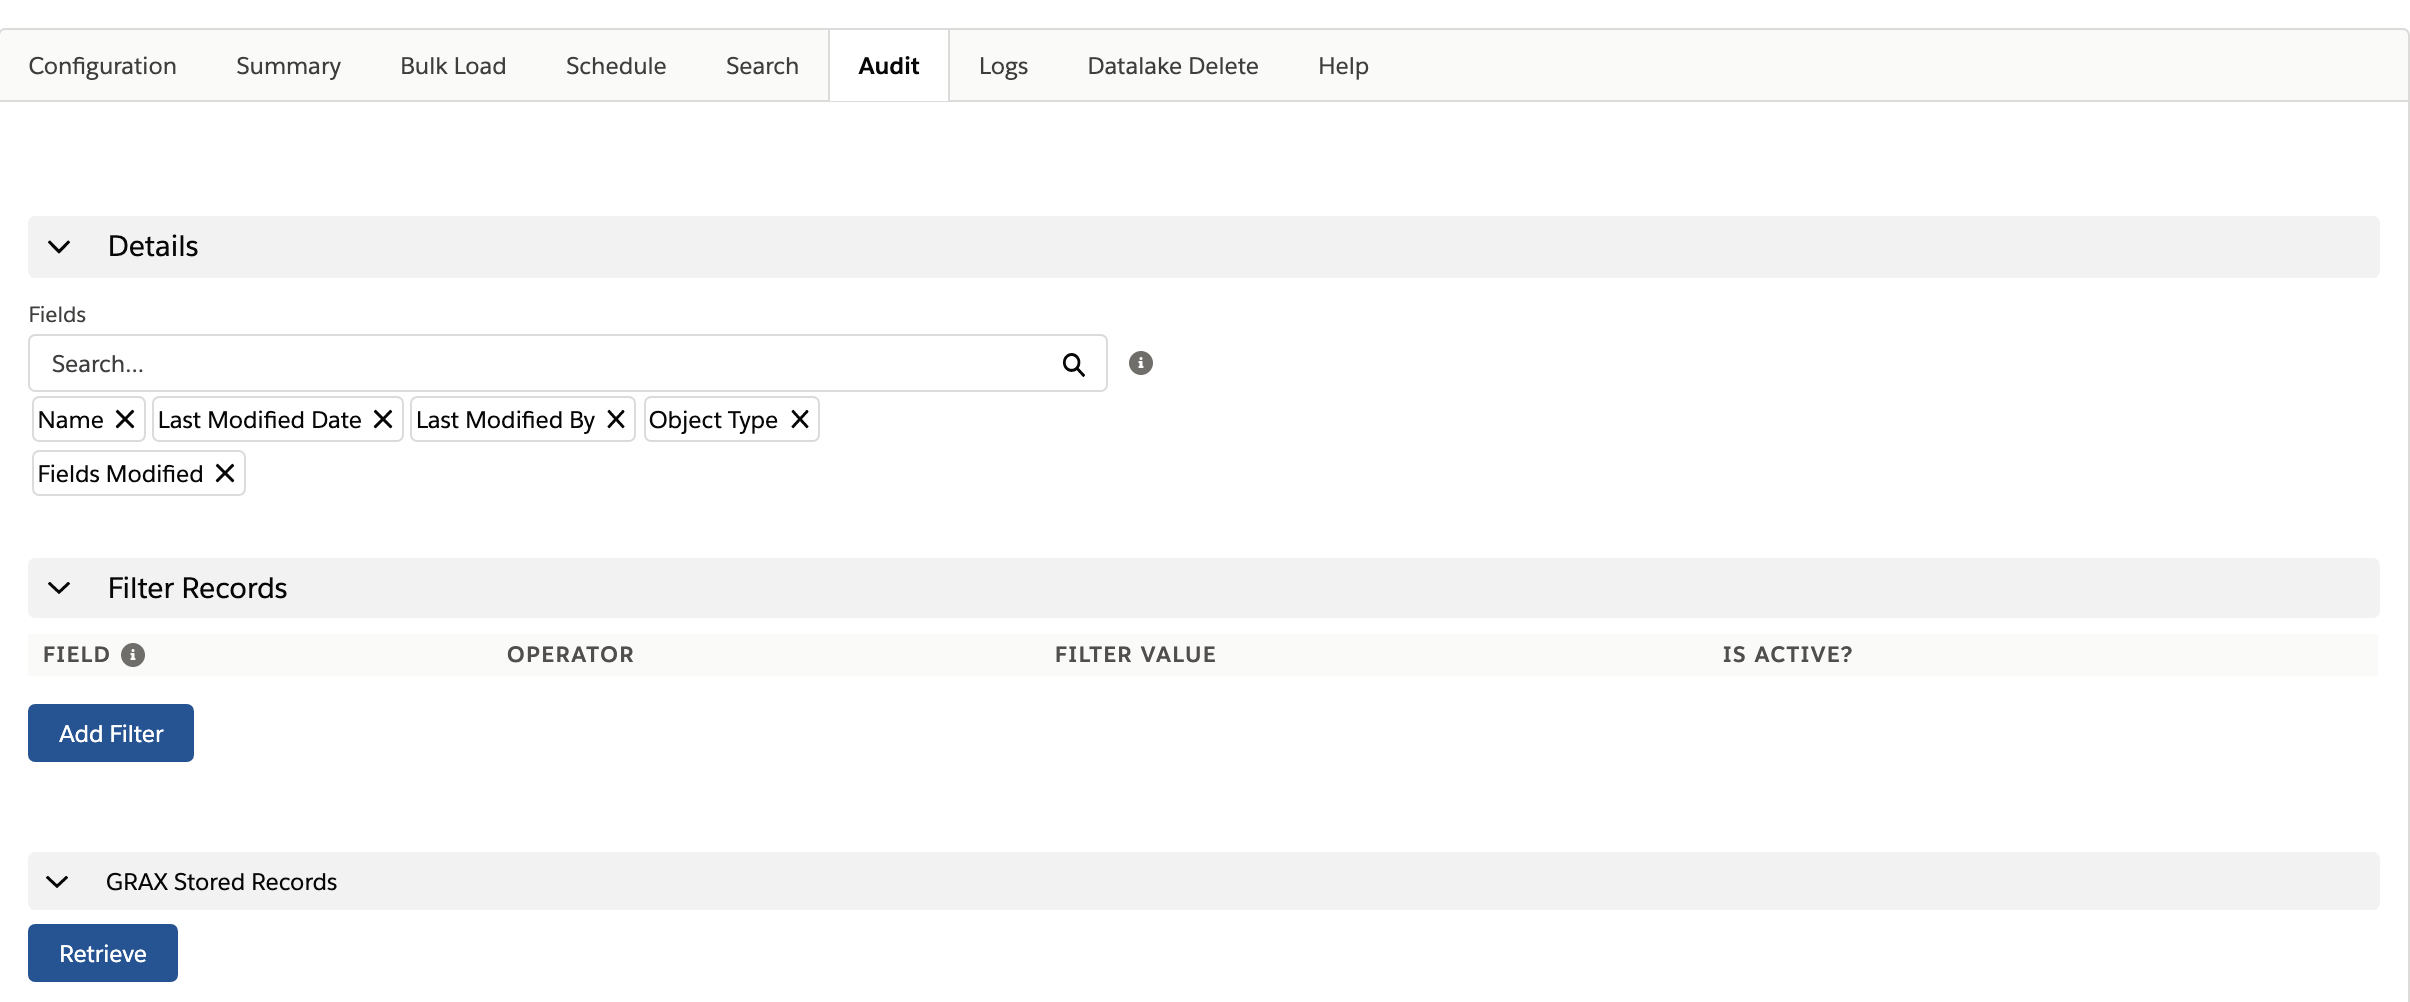 Configuration Summary Bulk Load Schedule Search Audit Logs Datalake Delete Help
Details
Fields
Search...
Name Last Modified Date Last Modified By Object Type
Fields Modified
Filter Records
FIELD OPERATOR FILTER VALUE IS ACTIVE?
Add Filter
GRAX Stored Records
Retrieve